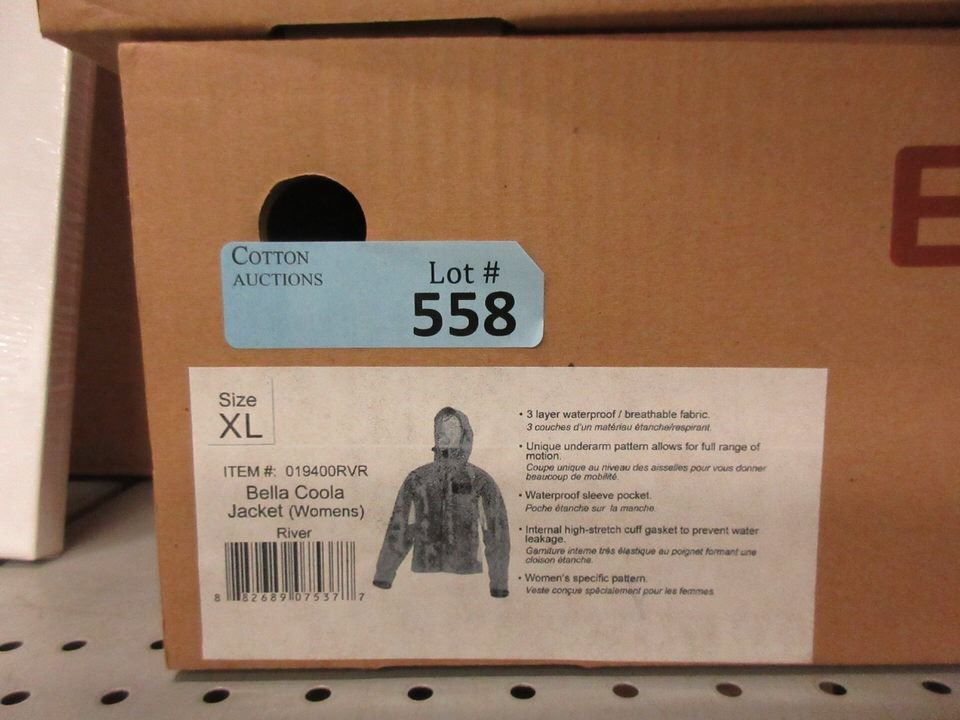 COTTON
AUCTIONS
Lot #
558
Size
XL
ITEM #: 019400RVR
Bella Coola
Jacket (Womens)
River
8 82689 07537 7
• 3 layer waterproof / breathable fabric.
3 couches d'un matériau étanche/respirant.
• Unique underarm pattern allows for full range of
motion.
Coupe unique au niveau des aisselles pour vous donner
beaucoup de mobilité.
• Waterproof sleeve pocket.
Poche étanche sur la manche.
• Internal high-stretch cuff gasket to prevent water
leakage.
Garniture interne très élastique au poignet formant une
cloison étanche.
• Women's specific pattern.
Veste conçue spécialement pour les femmes.
E